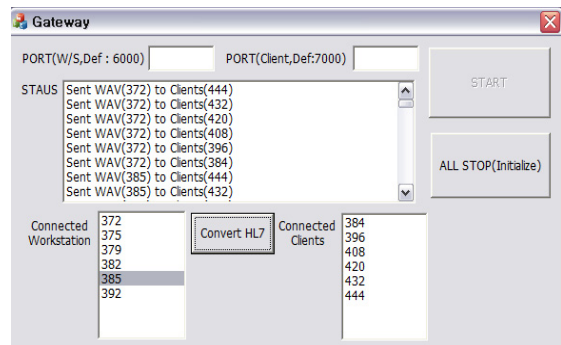 Gateway
PORT(W/S,Def : 6000) PORT(Client,Def:7000)
START
STAUS
Sent WAV(372) to Clients(444)
Sent WAV(372) to Clients(432)
Sent WAV(372) to Clients(420)
Sent WAV(372) to Clients(408)
Sent WAV(372) to Clients(396)
Sent WAV(372) to Clients(384)
Sent WAV(385) to Clients(444)
Sent WAV(385) to Clients(432)
ALL STOP(Initialize)
Connected
Workstation
372
375
379
382
385
392
Convert HL7
Connected
Clients
384
396
408
420
432
444